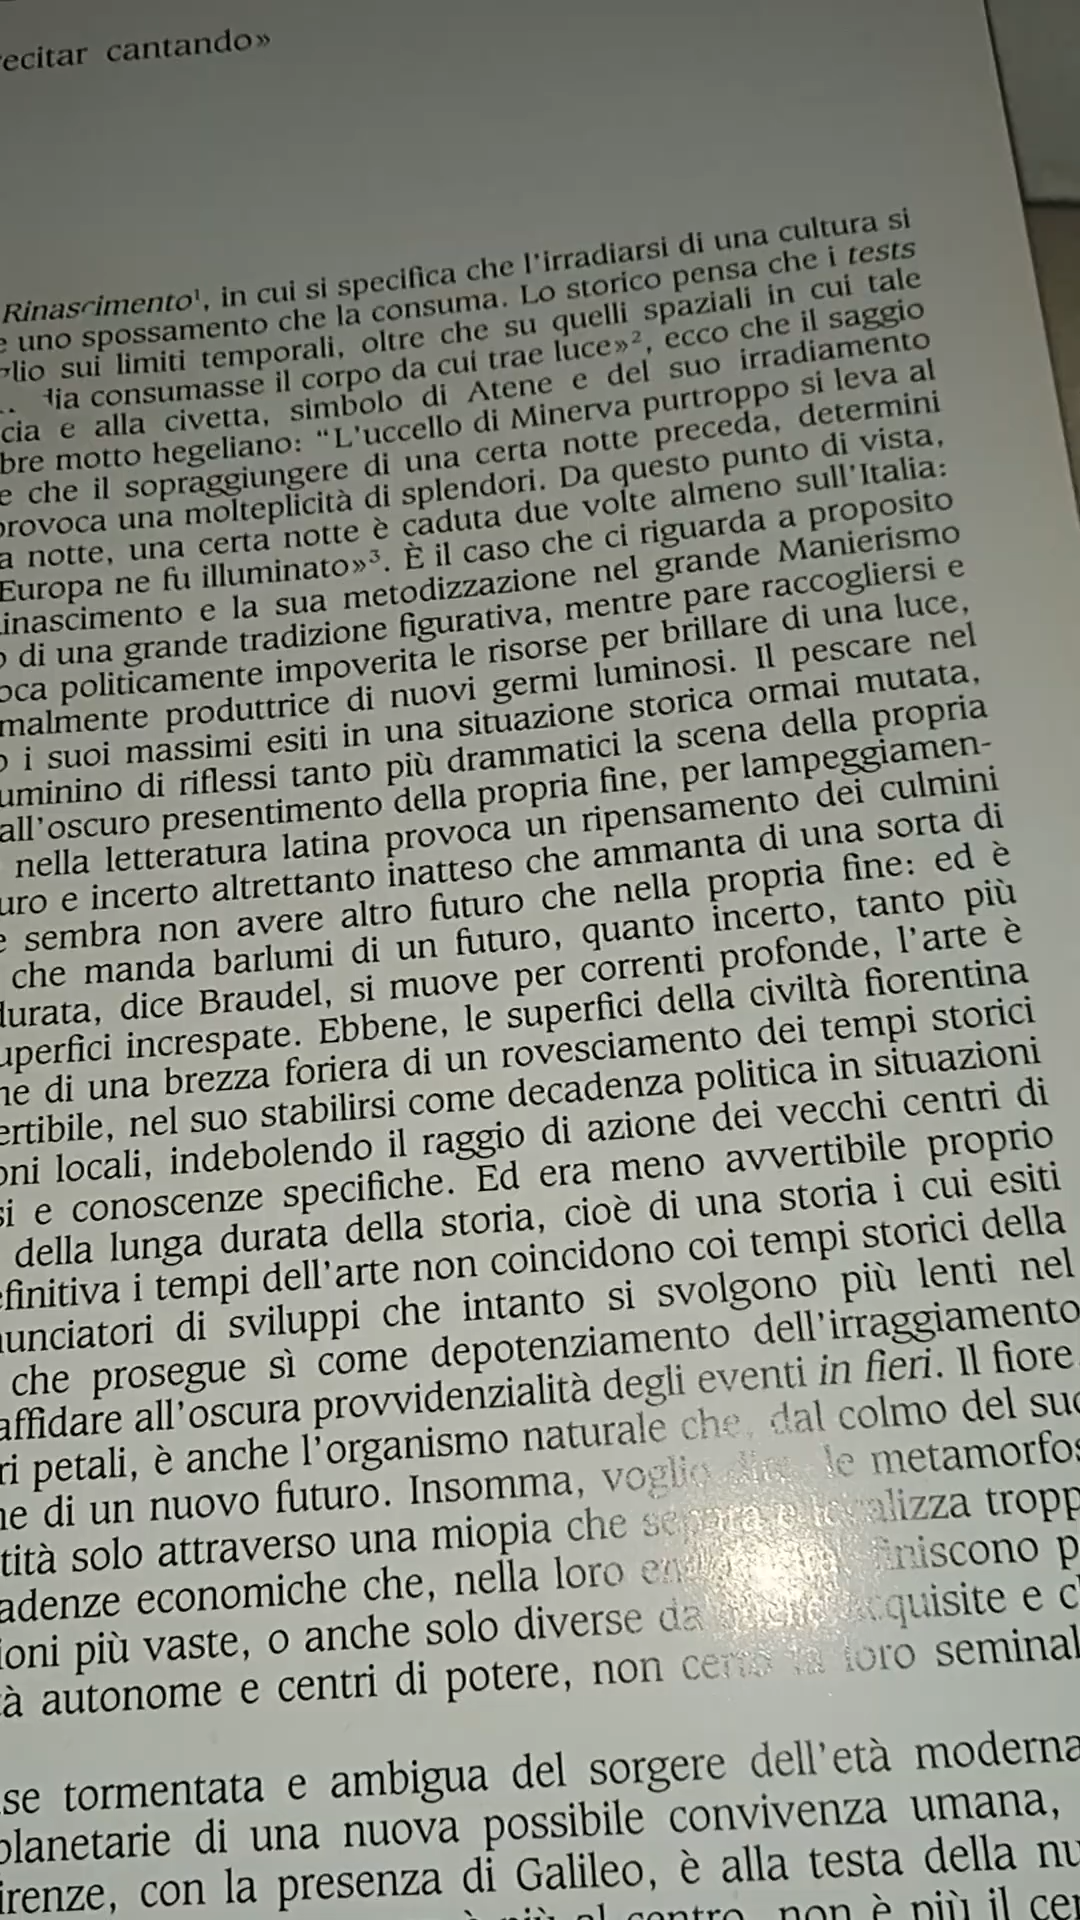 recitar cantando»
Rinascimento¹, in cui si specifica che l'irradiarsi di una cultura si
e uno spossamento che la consuma. Lo storico pensa che i tests
glio sui limiti temporali, oltre che su quelli spaziali in cui tale
consumasse il corpo da cui trae luce»², ecco che il saggio
cia e alla civetta, simbolo di Atene e del suo irradiamento
bre motto hegeliano: “L'uccello di Minerva purtroppo si leva al
e che il sopraggiungere di una certa notte preceda, determini
provoca una molteplicità di splendori. Da questo punto di vista,
a notte, una certa notte è caduta due volte almeno sull'Italia:
Europa ne fu illuminato»³. È il caso che ci riguarda a proposito
inascimento e la sua metodizzazione nel grande Manierismo
o di una grande tradizione figurativa, mentre pare raccogliersi e
oca politicamente impoverita le risorse per brillare di una luce,
malmente produttrice di nuovi germi luminosi. Il pescare nel
o i suoi massimi esiti in una situazione storica ormai mutata,
uminino di riflessi tanto più drammatici la scena della propria
all'oscuro presentimento della propria fine, per lampeggiamen-
nella letteratura latina provoca un ripensamento dei culmini
uro e incerto altrettanto inatteso che ammanta di una sorta di
e sembra non avere altro futuro che nella propria fine: ed è
che manda barlumi di un futuro, quanto incerto, tanto più
durata, dice Braudel, si muove per correnti profonde, l'arte è
uperfici increspate. Ebbene, le superfici della civiltà fiorentina
ne di una brezza foriera di un rovesciamento dei tempi storici
ertibile, nel suo stabilirsi come decadenza politica in situazioni
oni locali, indebolendo il raggio di azione dei vecchi centri di
si e conoscenze specifiche. Ed era meno avvertibile proprio
della lunga durata della storia, cioè di una storia i cui esiti
efinitiva i tempi dell'arte non coincidono coi tempi storici della
nunciatori di sviluppi che intanto si svolgono più lenti nel
che prosegue sì come depotenziamento dell'irraggiamento
affidare all'oscura provvidenzialità degli eventi in fieri. Il fiore
ri petali, è anche l'organismo naturale che, dal colmo del suo
ne di un nuovo futuro. Insomma, voglio le metamorfos
tità solo attraverso una miopia che tropp
adenze economiche che, nella loro finiscono p
ioni più vaste, o anche solo diverse da acquisite e c
tà autonome e centri di potere, non certo la loro seminal
se tormentata e ambigua del sorgere dell'età moderna
planetarie di una nuova possibile convivenza umana,
irenze, con la presenza di Galileo, è alla testa della nu
più al centro, non è più il cen